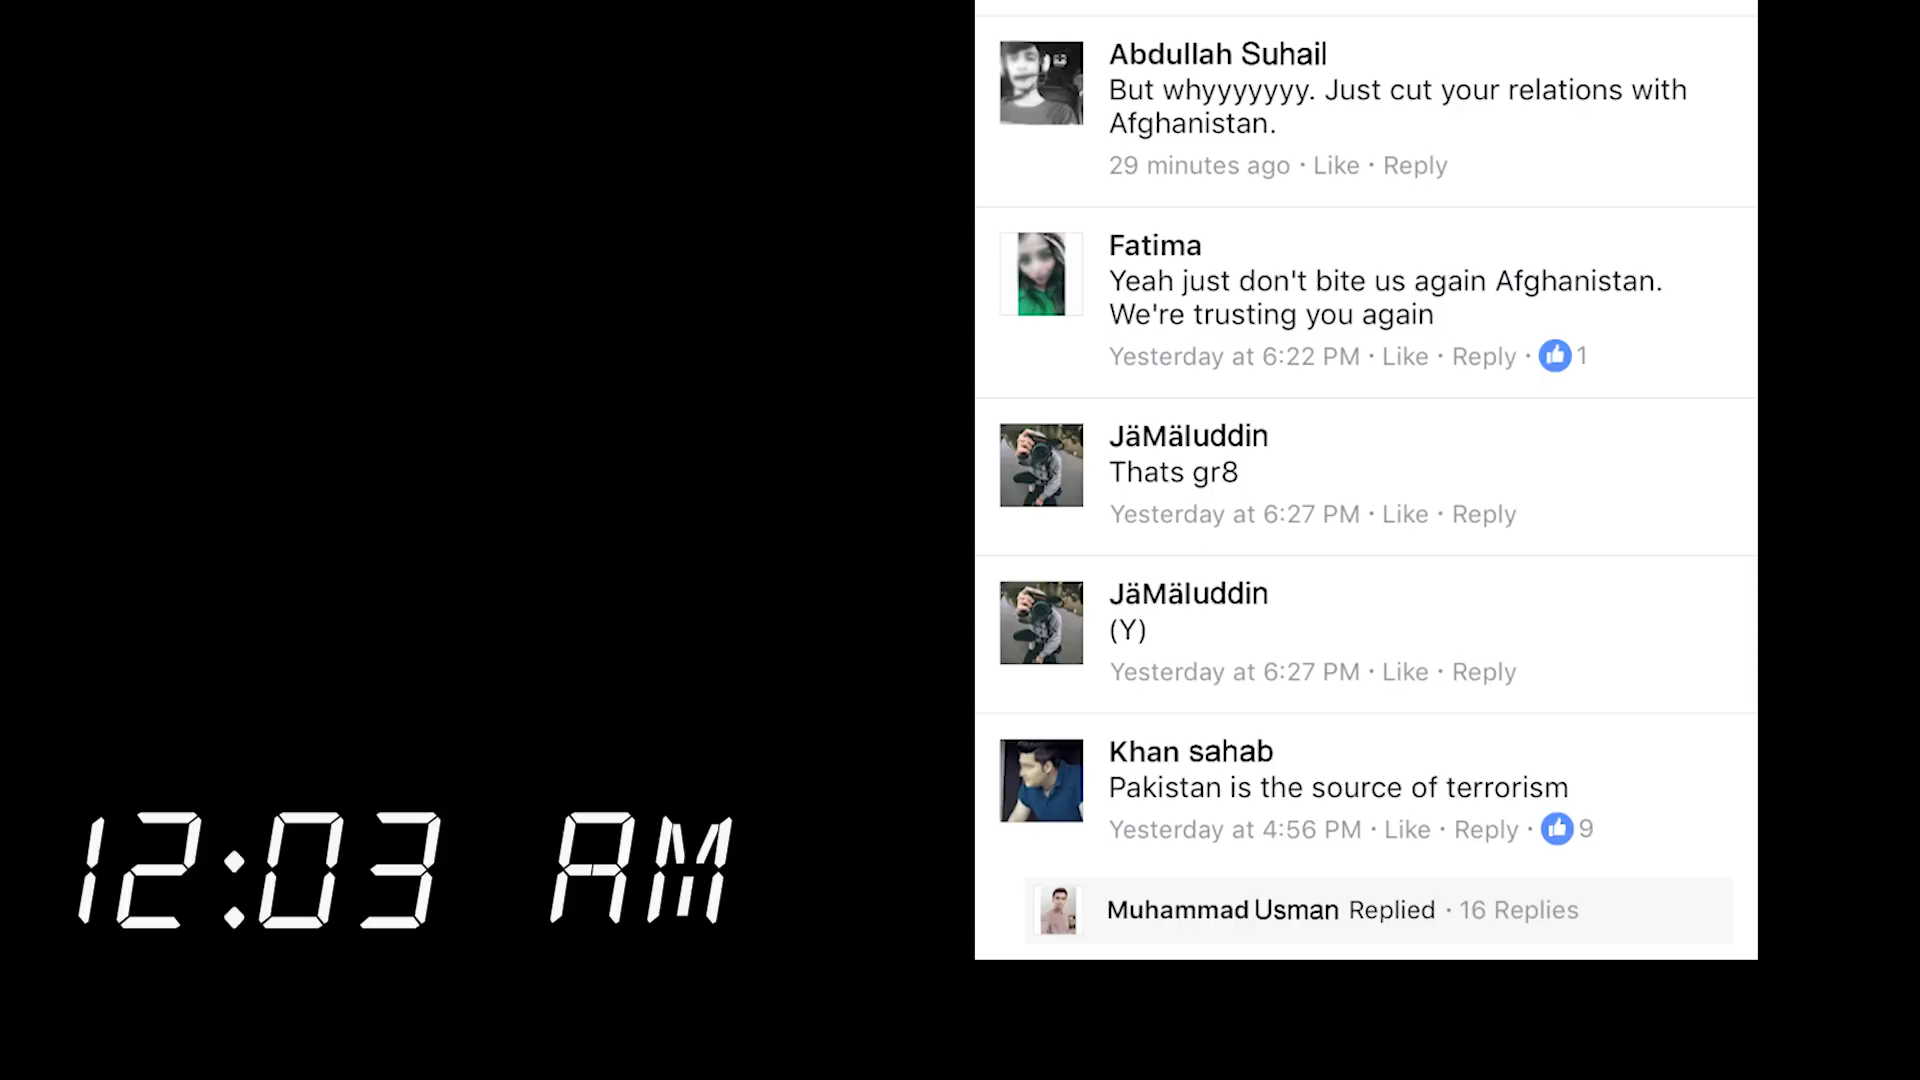 Abdullah Suhail
But whyyyyyyy. Just cut your relations with
Afghanistan.
29 minutes ago · Like · Reply
Fatima
Yeah just don't bite us again Afghanistan.
We're trusting you again
Yesterday at 6:22 PM · Like · Reply · 1
JäMäluddin
Thats gr8
Yesterday at 6:27 PM · Like · Reply
JäMäluddin
(Y)
Yesterday at 6:27 PM · Like · Reply
Khan sahab
Pakistan is the source of terrorism
Yesterday at 4:56 PM · Like · Reply · 9
Muhammad Usman Replied · 16 Replies
12:03 AM